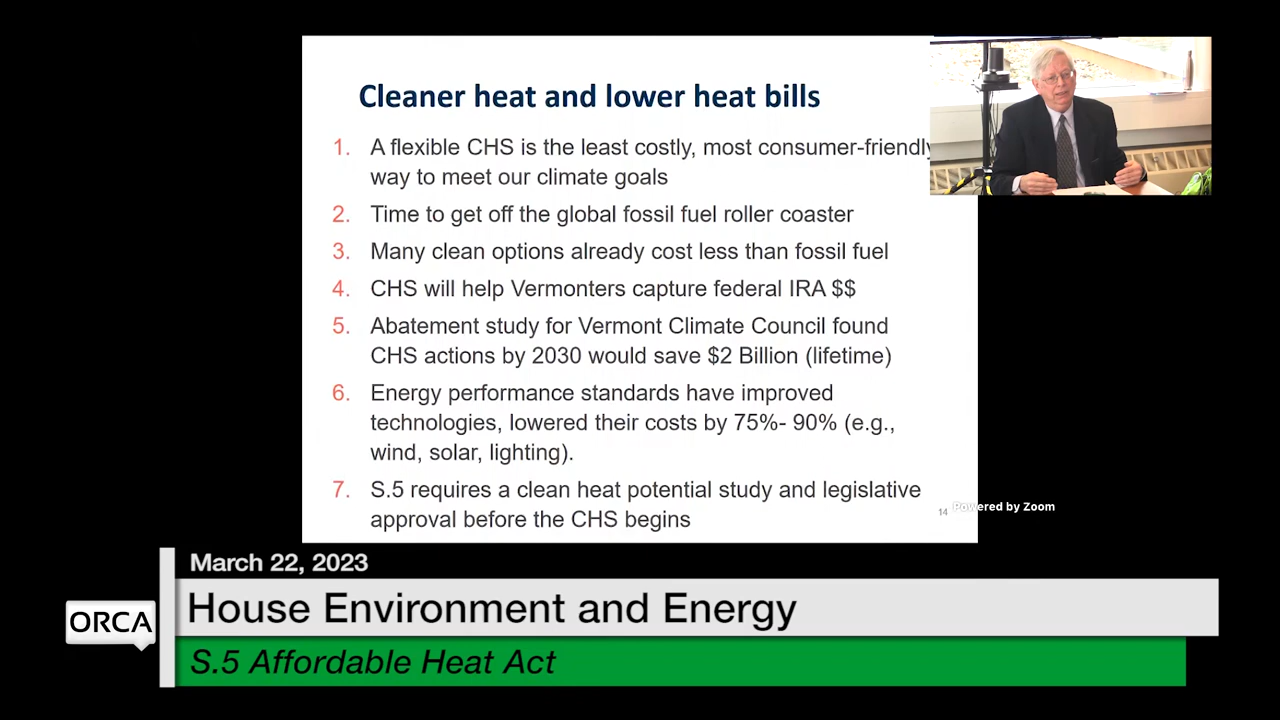 Cleaner heat and lower heat bills
1. A flexible CHS is the least costly, most consumer-friendly
way to meet our climate goals
2. Time to get off the global fossil fuel roller coaster
3. Many clean options already cost less than fossil fuel
4. CHS will help Vermonters capture federal IRA $$
5. Abatement study for Vermont Climate Council found
CHS actions by 2030 would save $2 Billion (lifetime)
6. Energy performance standards have improved
technologies, lowered their costs by 75%- 90% (e.g.,
wind, solar, lighting).
7. S.5 requires a clean heat potential study and legislative
approval before the CHS begins
14
Powered by Zoom
March 22, 2023
House Environment and Energy
ORCA
S.5 Affordable Heat Act